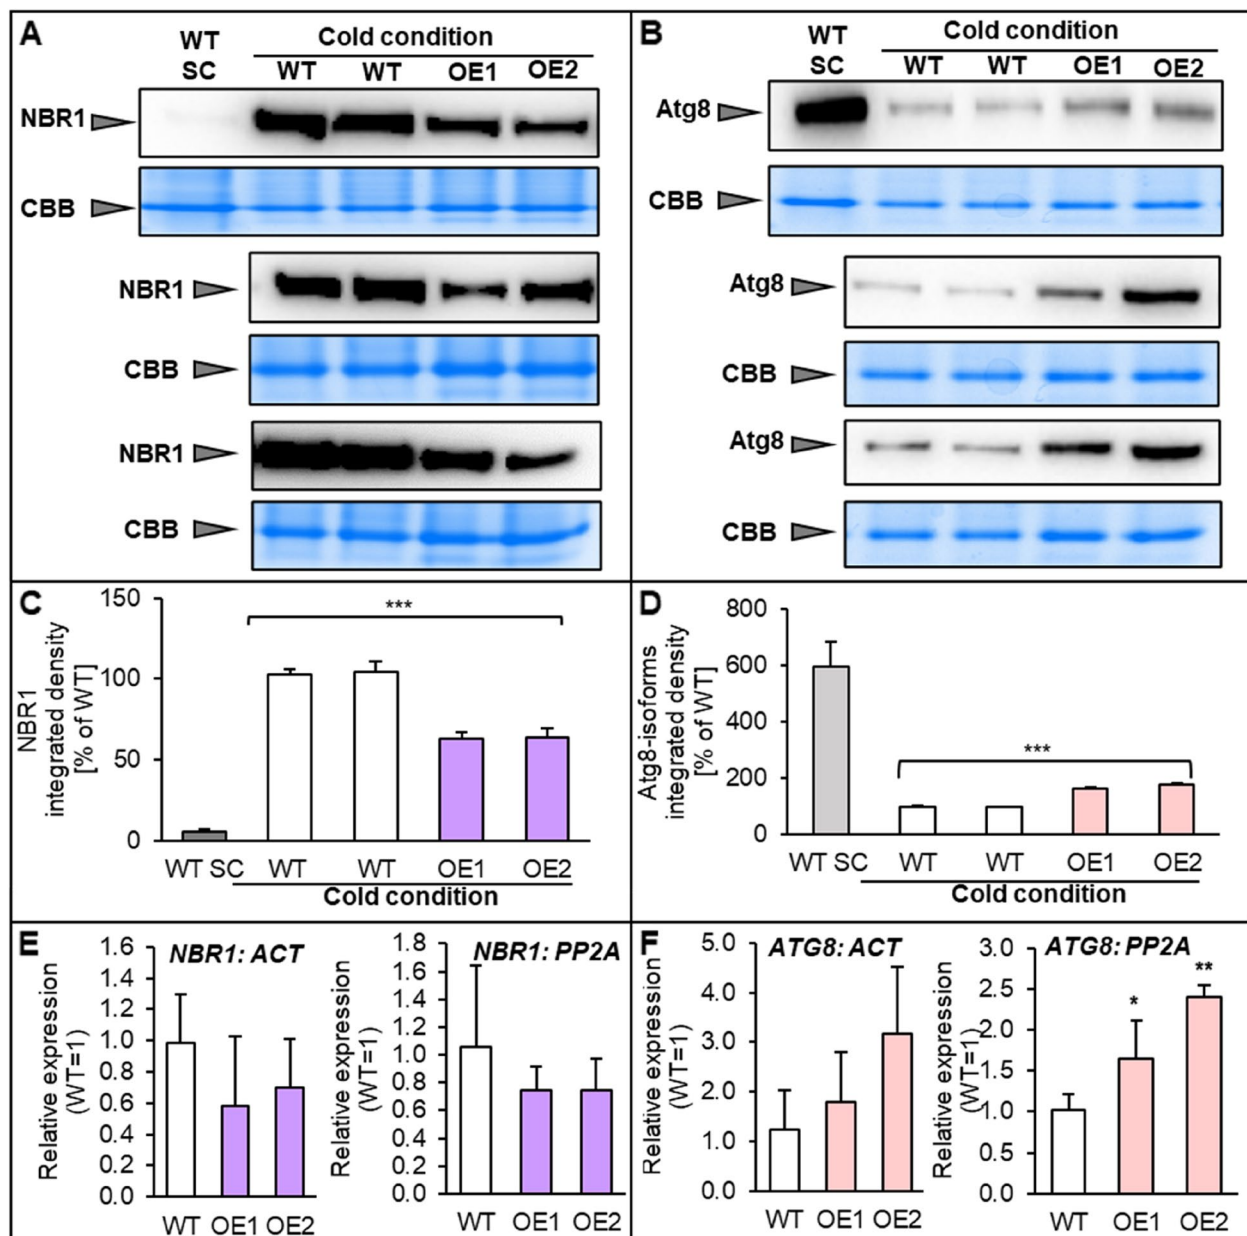 A
WT
SC
Cold condition
WT WT OE1 OE2
NBR1
CBB
NBR1
CBB
NBR1
CBB
B
WT
SC
Cold condition
WT WT OE1 OE2
Atg8
CBB
Atg8
CBB
Atg8
CBB
C
NBR1
integrated density
[% of WT]
150
100
50
0
***
WT SC WT WT OE1 OE2
Cold condition
D
Atg8-isoforms
integrated density
[% of WT]
800
600
400
200
0
***
WT SC WT WT OE1 OE2
Cold condition
E
NBR1: ACT
Relative expression
(WT=1)
1.6
1.4
1.2
1.0
0.8
0.6
0.4
0.2
0.0
WT OE1 OE2
NBR1: PP2A
Relative expression
(WT=1)
1.8
1.6
1.4
1.2
1.0
0.8
0.6
0.4
0.2
0.0
WT OE1 OE2
F
ATG8: ACT
Relative expression
(WT=1)
5.0
4.0
3.0
2.0
1.0
0.0
WT OE1 OE2
ATG8: PP2A
Relative expression
(WT=1)
3.0
2.5
2.0
1.5
1.0
0.5
0.0
*
**
WT OE1 OE2